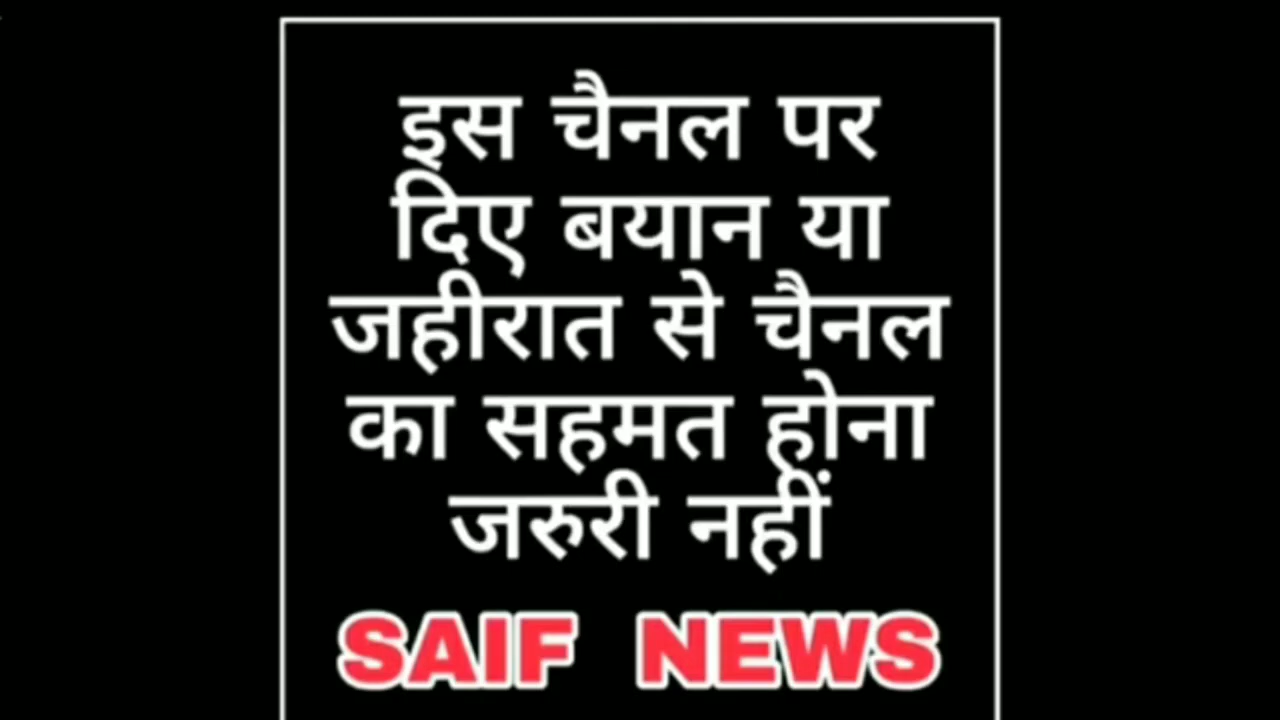 इस चैनल पर
दिए बयान या
जहीरात से चैनल
का सहमत होना
जरुरी नहीं
SAIF NEWS